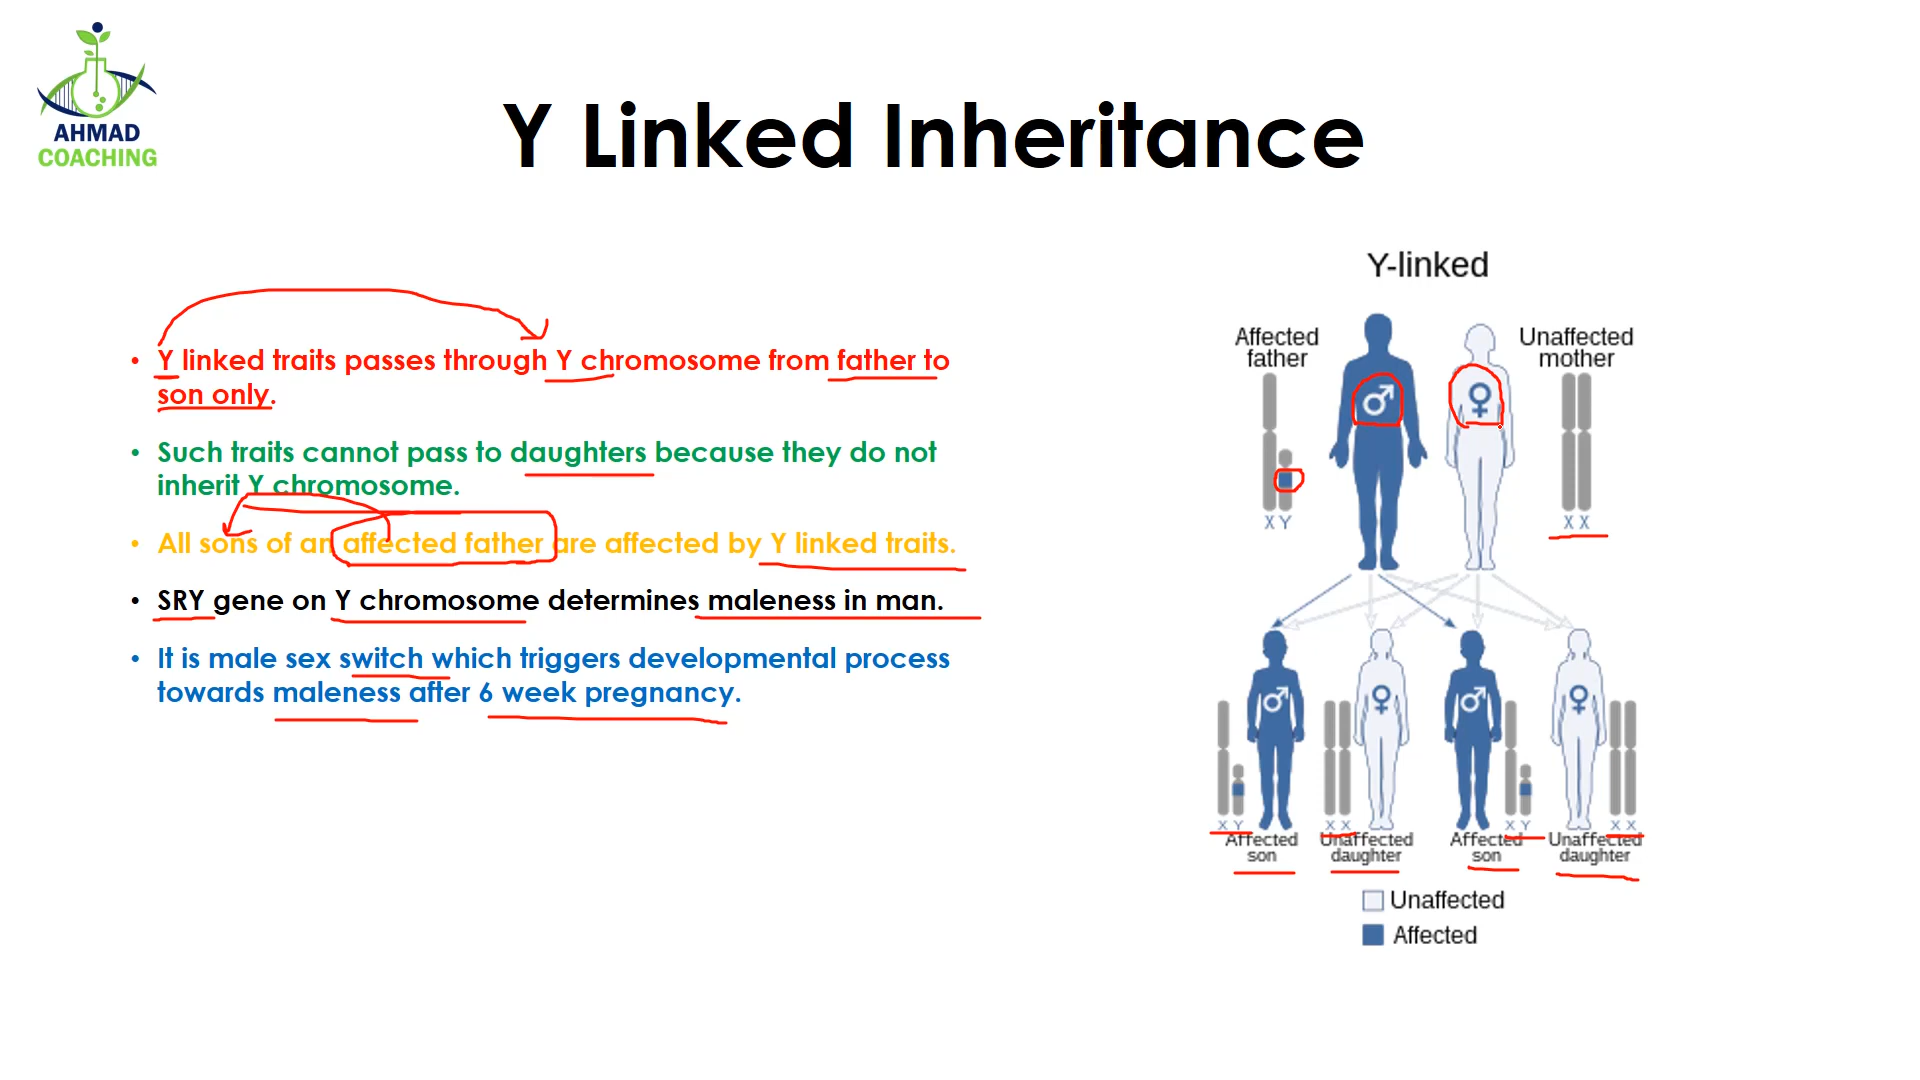 AHMAD
COACHING
Y Linked Inheritance
• Y linked traits passes through Y chromosome from father to
son only.
• Such traits cannot pass to daughters because they do not
inherit Y chromosome.
• All sons of an affected father are affected by Y linked traits.
• SRY gene on Y chromosome determines maleness in man.
• It is male sex switch which triggers developmental process
towards maleness after 6 week pregnancy.
Y-linked
Affected
father
Unaffected
mother
X Y
X X
X Y
X X
X Y
X X
Affected
son
Unaffected
daughter
Affected
son
Unaffected
daughter
Unaffected
Affected